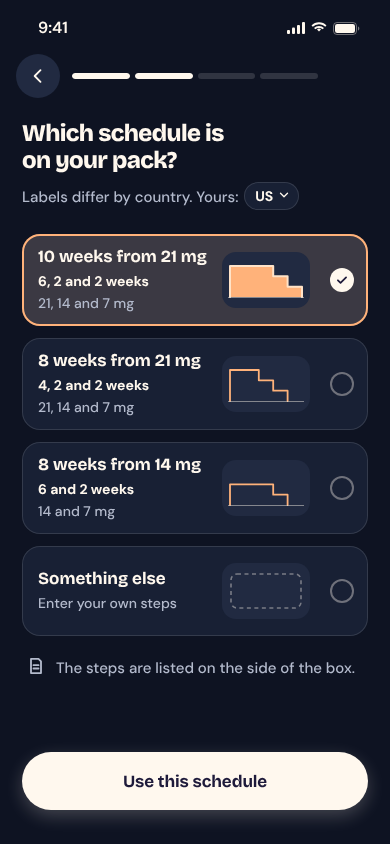 9:41
Which schedule is
on your pack?
Labels differ by country. Yours: US
10 weeks from 21 mg
6, 2 and 2 weeks
21, 14 and 7 mg
8 weeks from 21 mg
4, 2 and 2 weeks
21, 14 and 7 mg
8 weeks from 14 mg
6 and 2 weeks
14 and 7 mg
Something else
Enter your own steps
The steps are listed on the side of the box.
Use this schedule